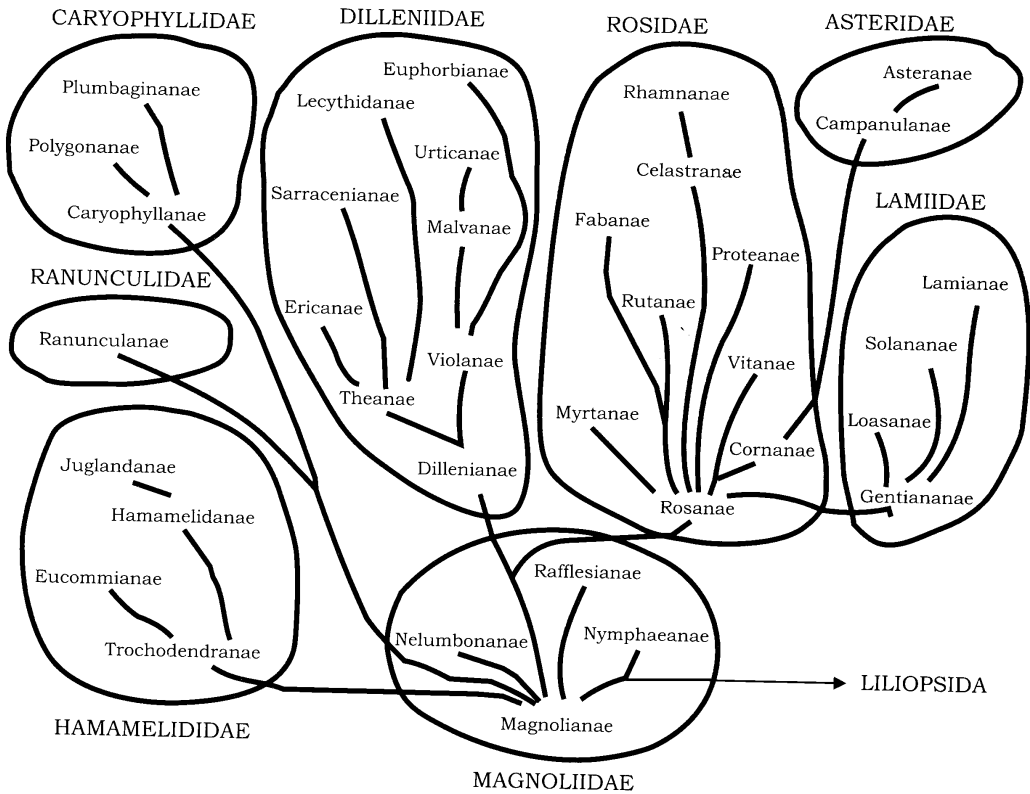 CARYOPHYLLIDAE
Plumbaginanae
Polygonanae
Caryophyllanae
DILLENIIDAE
Euphorbianae
Lecythidanae
Urticanae
Sarracenianae
Malvanae
Ericanae
Violanae
Theanae
Dillenianae
ROSIDAE
Rhamnanae
Celastranae
Fabanae
Proteanae
Rutanae
Vitanae
Myrtanae
Cornanae
Rosanae
ASTERIDAE
Asteranae
Campanulanae
LAMIIDAE
Lamianae
Solananae
Loasanae
Gentiananae
RANUNCULIDAE
Ranunculanae
Juglandanae
Hamamelidanae
Eucommianae
Trochodendranae
HAMAMELIDIDAE
Rafflesianae
Nelumbonanae
Nymphaeanae
Magnolianae
MAGNOLIIDAE
LILIOPSIDA